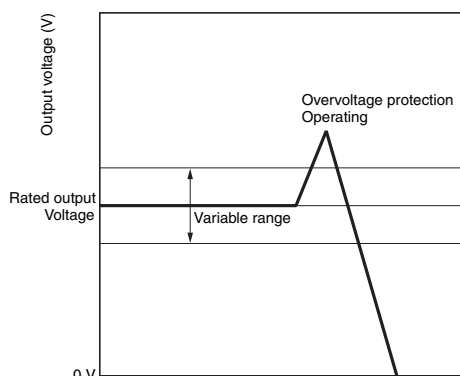 Output voltage (V)
Overvoltage protection
Operating
Rated output
Voltage
Variable range
0 V